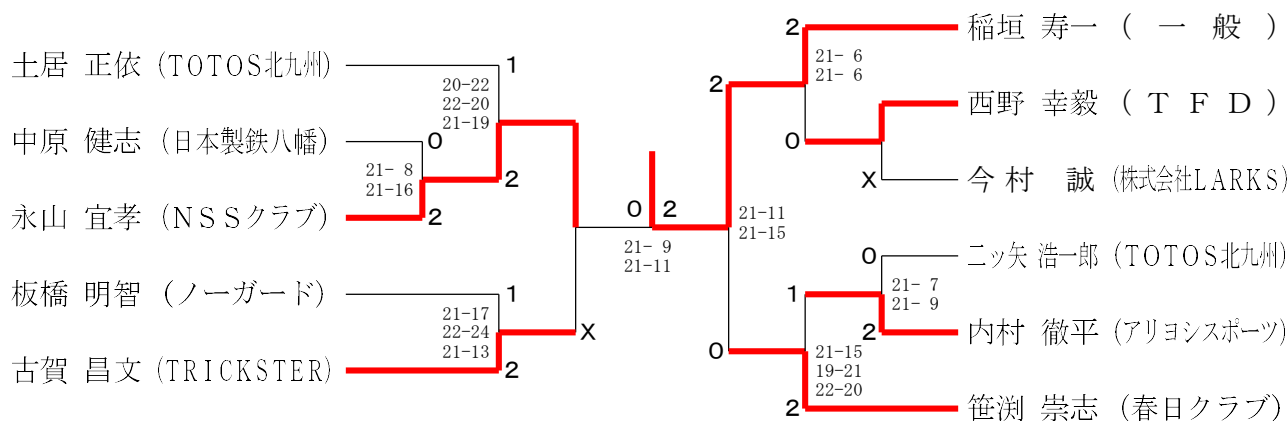 土居 正依 (TOTOS北九州)
1
20-22
22-20
21-19
中原 健志 (日本製鉄八幡)
0
21- 8
21-16
2
永山 宜孝 (NSSクラブ)
2
板橋 明智 (ノーガード)
1
21-17
22-24
21-13
X
古賀 昌文 (TRICKSTER)
2
0 2
21- 9
21-11
2
稲垣 寿一 ( 一 般 )
21- 6
21- 6
2
西野 幸毅 ( T F D )
0
X
今村 誠 (株式会社LARKS)
21-11
21-15
0
二ッ矢 浩一郎 (TOTOS北九州)
21- 7
21- 9
1
2
内村 徹平 (アリヨシスポーツ)
0
21-15
19-21
22-20
2
笹渕 崇志 (春日クラブ)